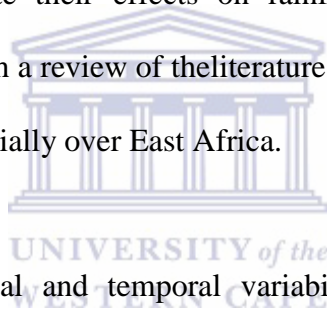 te their effects on
n a review of theliterature
ially over East Africa.
UNIVERSITY of the
al and temporal variabi
WESTERN CAPE